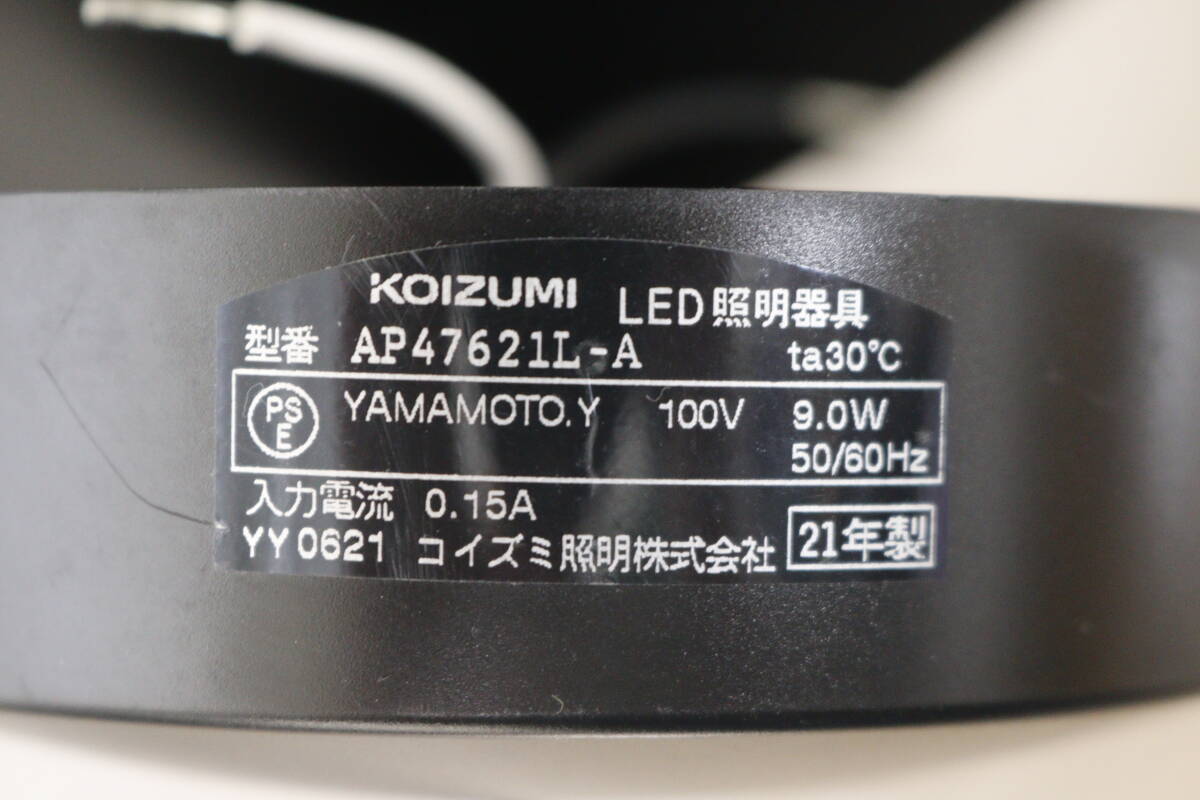 KOIZUMI LED照明器具
型番 AP47621L-A ta30℃
PSE YAMAMOTO.Y 100V 9.0W
50/60Hz
入力電流 0.15A
YY0621 コイズミ照明株式会社 21年製